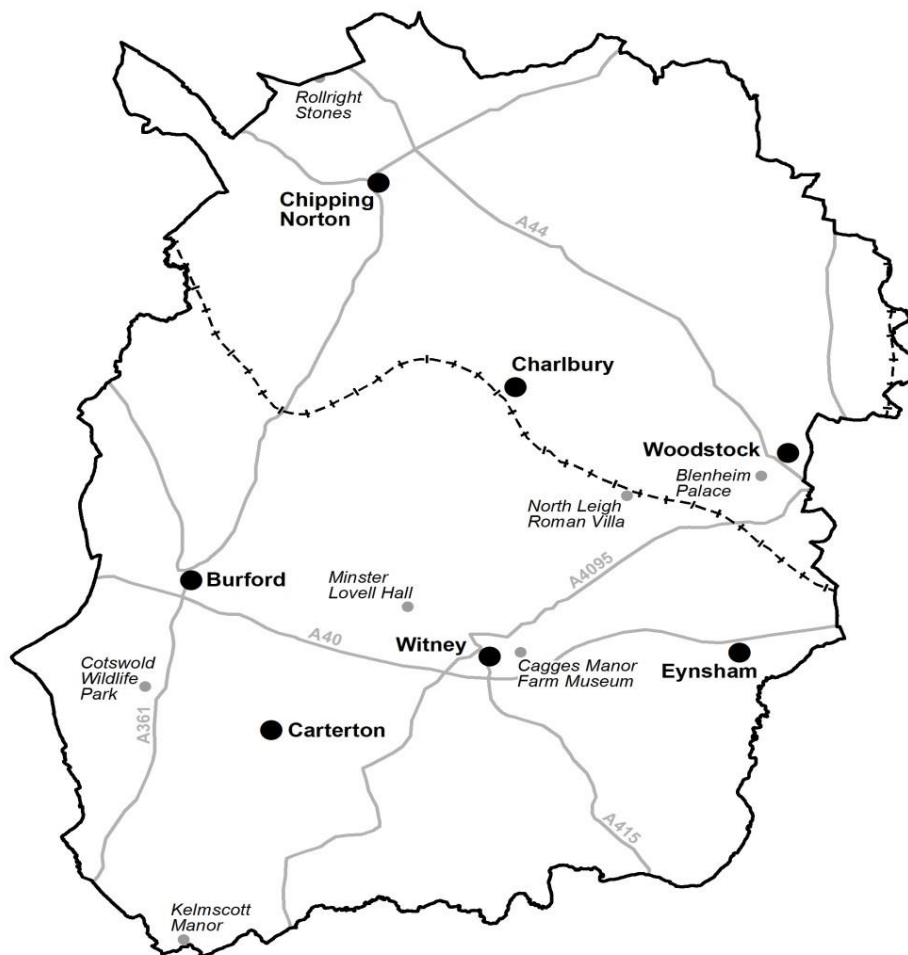 Rollright
Stones
Chipping
Norton
A44
Charlbury
Woodstock
Blenheim
Palace
North Leigh
Roman Villa
A4095
Burford
Minster
Lovell Hall
A40
Witney
Cotswold
Wildlife
Park
Cagges Manor
Farm Museum
Eynsham
A361
Carterton
A415
Kelmscott
Manor